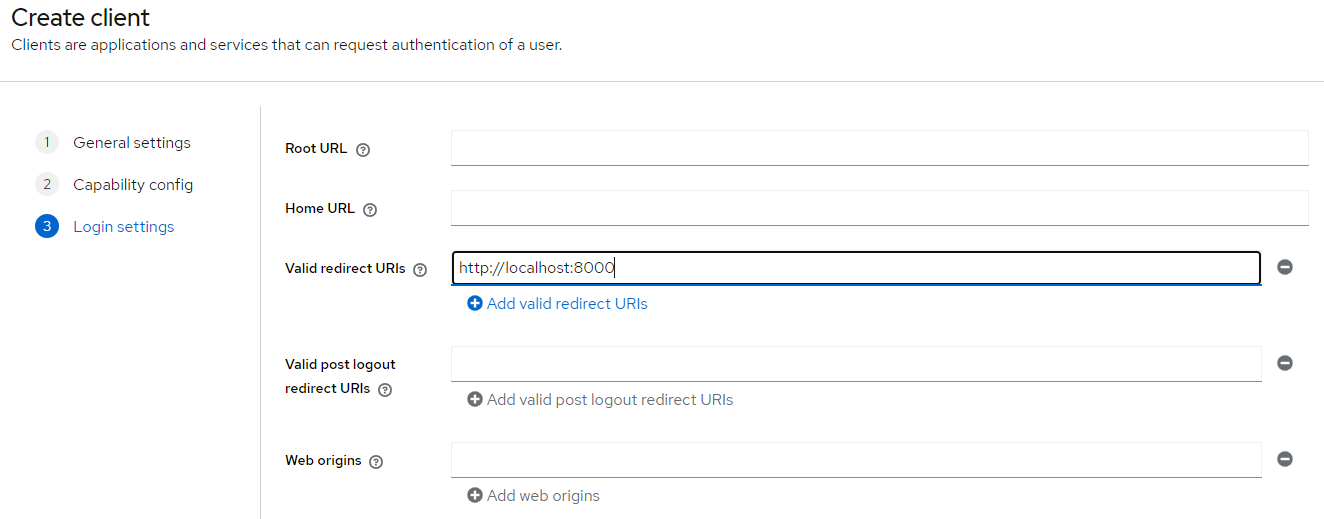 Create client
Clients are applications and services that can request authentication of a user.
1 General settings
2 Capability config
3 Login settings
Root URL
Home URL
Valid redirect URIs
http://localhost:8000
Add valid redirect URIs
Valid post logout
redirect URIs
Add valid post logout redirect URIs
Web origins
Add web origins